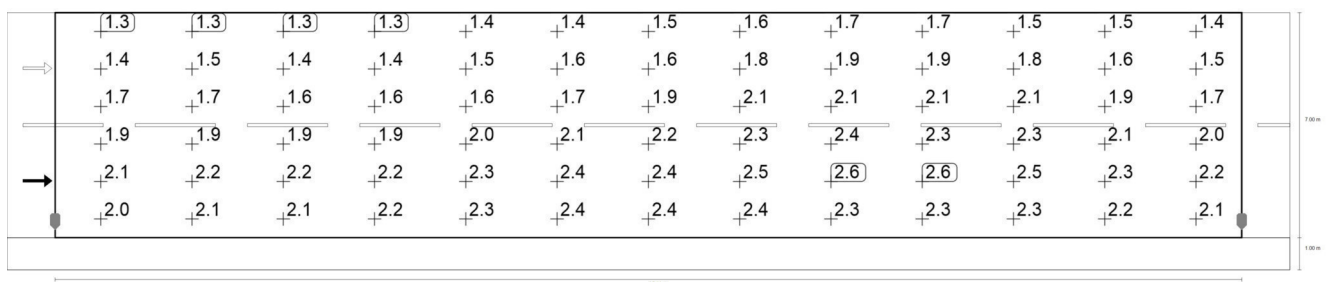 1.3 1.3 1.3 1.3 1.4 1.4 1.5 1.6 1.7 1.7 1.5 1.5 1.4
1.4 1.5 1.4 1.4 1.5 1.6 1.6 1.8 1.9 1.9 1.8 1.6 1.5
1.7 1.7 1.6 1.6 1.6 1.7 1.9 2.1 2.1 2.1 2.1 1.9 1.7
7.00 m
1.9 1.9 1.9 1.9 2.0 2.1 2.2 2.3 2.4 2.3 2.3 2.1 2.0
2.1 2.2 2.2 2.2 2.3 2.4 2.4 2.5 2.6 2.6 2.5 2.3 2.2
2.0 2.1 2.1 2.2 2.3 2.4 2.4 2.4 2.3 2.3 2.3 2.2 2.1
1.00 m